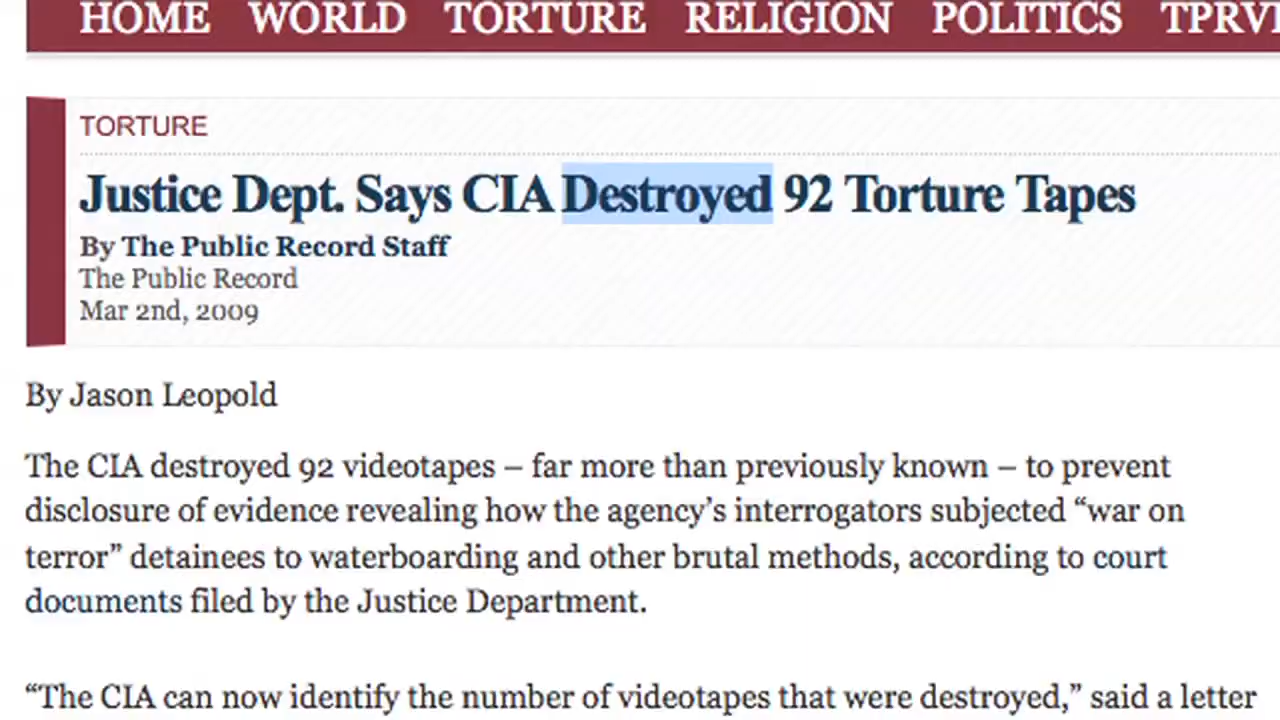 HOME WORLD TORTURE RELIGION POLITICS TPRV
TORTURE
Justice Dept. Says CIA Destroyed 92 Torture Tapes
By The Public Record Staff
The Public Record
Mar 2nd, 2009
By Jason Leopold
The CIA destroyed 92 videotapes – far more than previously known – to prevent
disclosure of evidence revealing how the agency’s interrogators subjected “war on
terror” detainees to waterboarding and other brutal methods, according to court
documents filed by the Justice Department.
“The CIA can now identify the number of videotapes that were destroyed,” said a letter